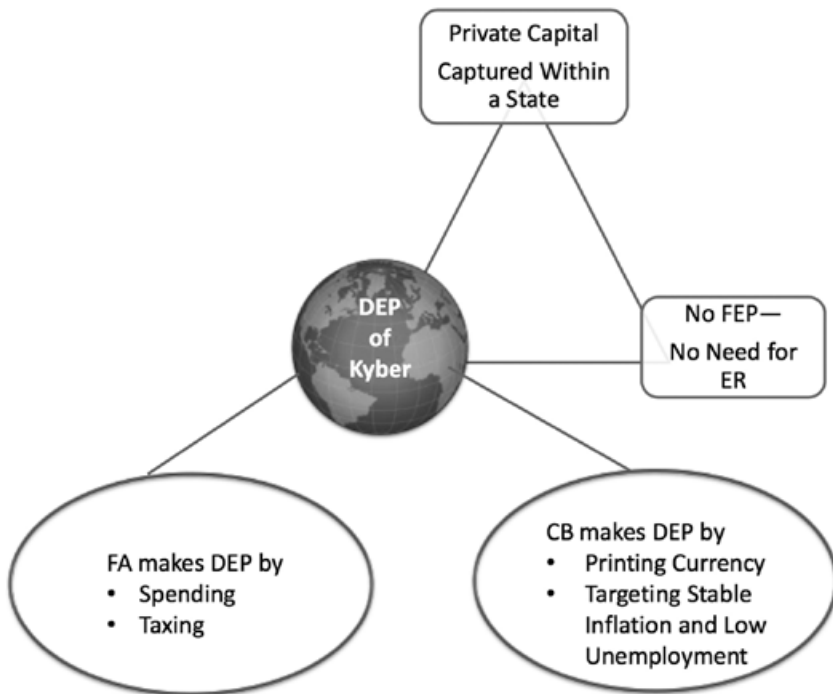 Private Capital
Captured Within
a State
DEP
of
Kyber
No FEP—
No Need for
ER
FA makes DEP by
• Spending
• Taxing
CB makes DEP by
• Printing Currency
• Targeting Stable
Inflation and Low
Unemployment